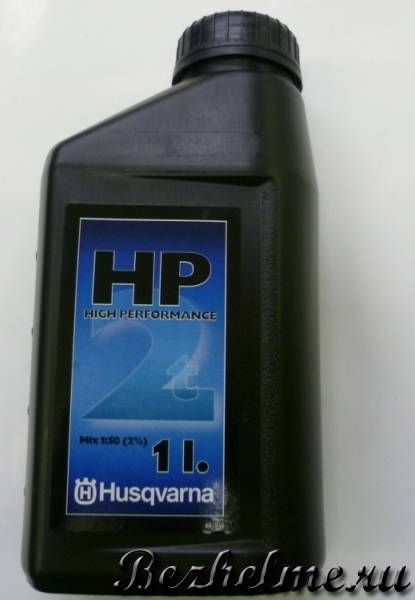 HP
HIGH PERFORMANCE
2t
Mix 1:50 (2%)
1 l.
Husqvarna
Bezhelme.ru